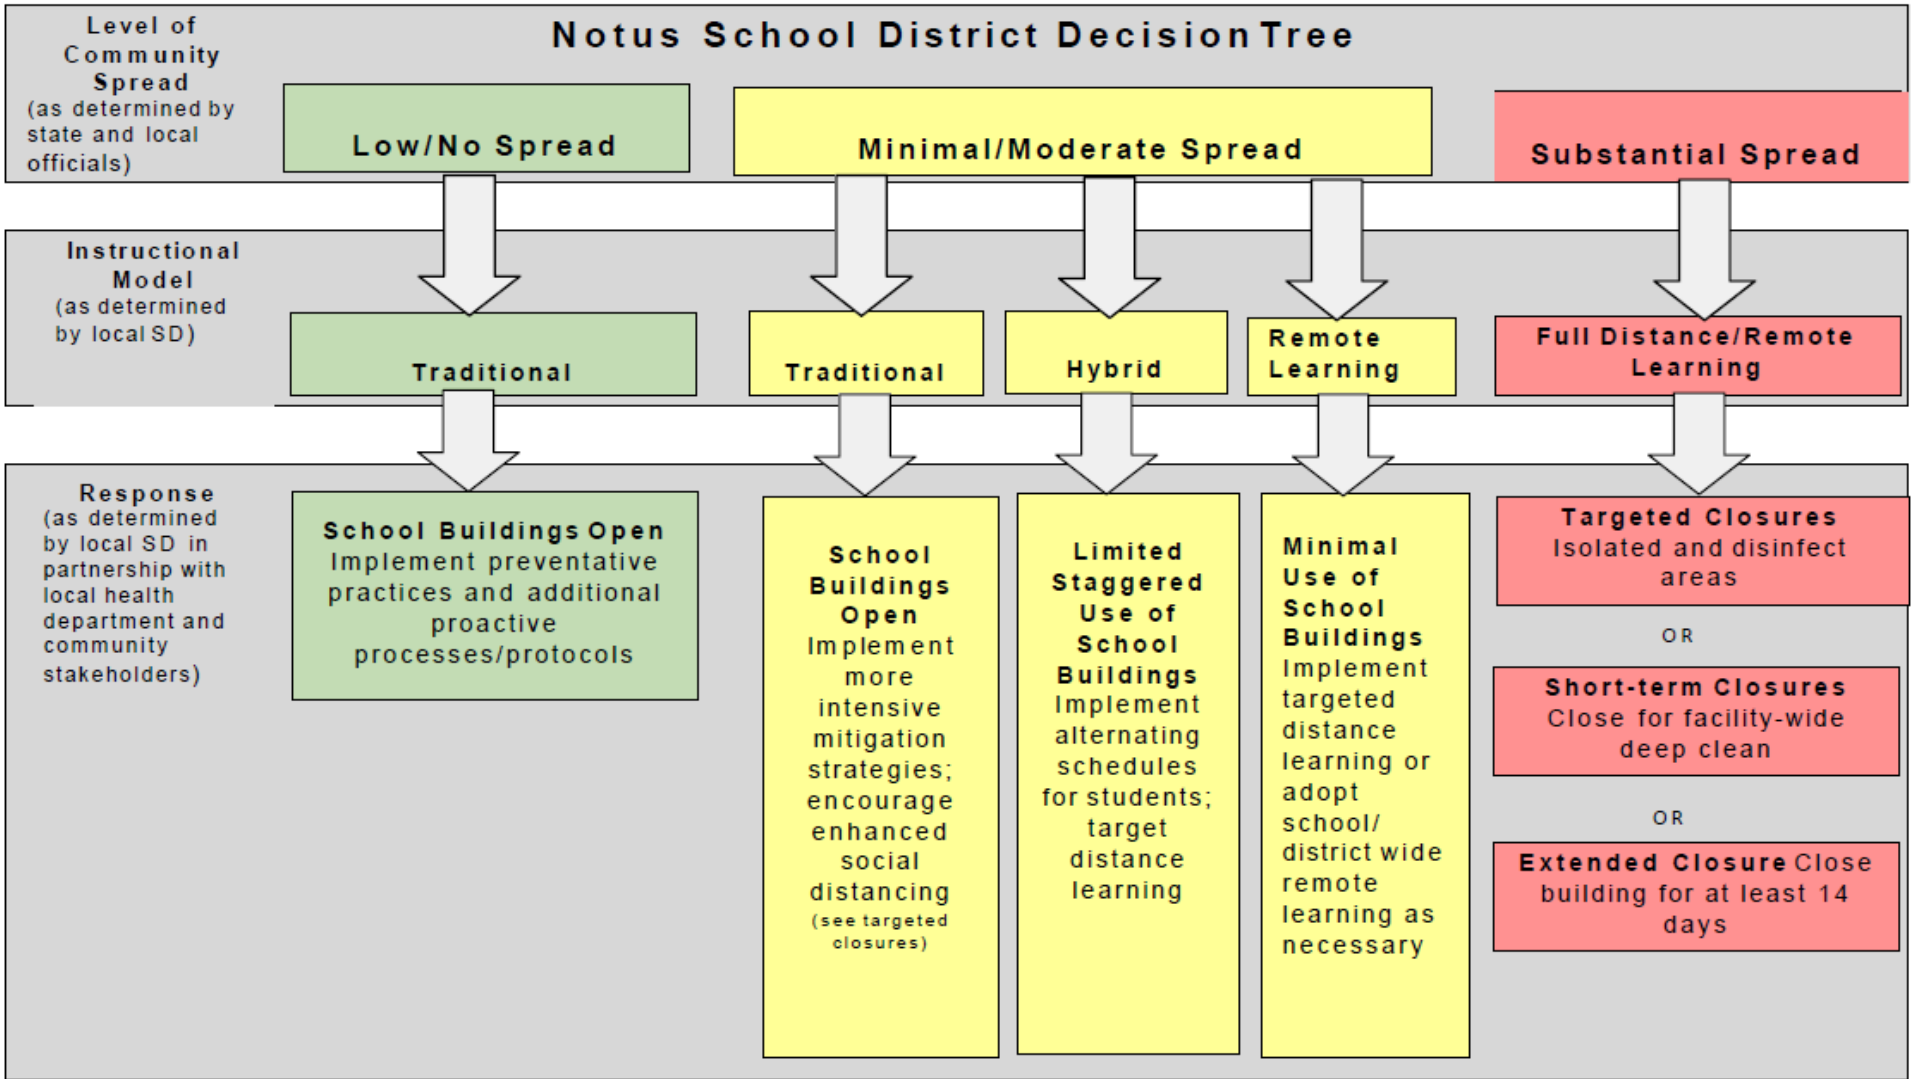 Notus School District Decision Tree
Level of
Community
Spread
(as determined by
state and local
officials)
Low/No Spread
Minimal/Moderate Spread
Substantial Spread
Instructional
Model
(as determined
by local SD)
Traditional
Traditional
Hybrid
Remote
Learning
Full Distance/Remote
Learning
Response
(as determined
by local SD in
partnership with
local health
department and
community
stakeholders)
School Buildings Open
Implement preventative
practices and additional
proactive
processes/protocols
School
Buildings
Open
Implement
more
intensive
mitigation
strategies;
encourage
enhanced
social
distancing
(see targeted
closures)
Limited
Staggered
Use of
School
Buildings
Implement
alternating
schedules
for students;
target
distance
learning
Minimal
Use of
School
Buildings
Implement
targeted
distance
learning or
adopt
school/
district wide
remote
learning as
necessary
Targeted Closures
Isolated and disinfect
areas
OR
Short-term Closures
Close for facility-wide
deep clean
OR
Extended Closure Close
building for at least 14
days